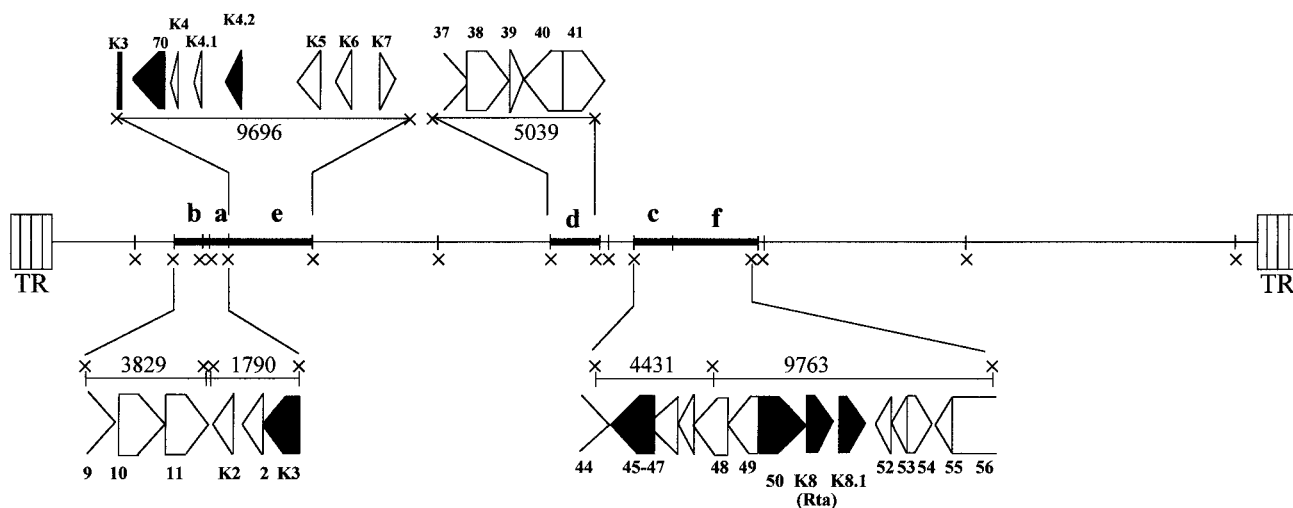 K3 70 K4 K4.1 K4.2 K5 K6 K7 37 38 39 40 41
9696 5039
b a e d c f
TR TR
3829 1790 4431 9763
9 10 11 K2 2 K3 44 45-47 48 49 50 K8 K8.1 52 53 54 55 56
(Rta)